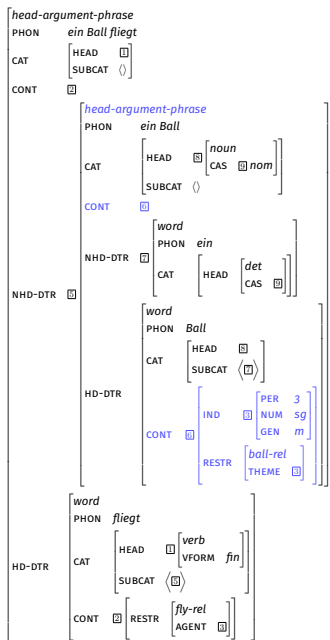 head-argument-phrase
PHON ein Ball fliegt
CAT HEAD 1
SUBCAT ⟨⟩
CONT 2
head-argument-phrase
PHON ein Ball
CAT HEAD 8 noun
CAS 9 nom
SUBCAT ⟨⟩
CONT 6
NHD-DTR 5
NHD-DTR 7 word
PHON ein
CAT HEAD det
CAS 9
HD-DTR word
PHON Ball
CAT HEAD 8
SUBCAT ⟨7⟩
CONT 6 IND 3 PER 3
NUM sg
GEN m
RESTR ball-rel
THEME 3
HD-DTR word
PHON fliegt
CAT HEAD 1 verb
VFORM fin
SUBCAT ⟨5⟩
CONT 2 RESTR fly-rel
AGENT 3